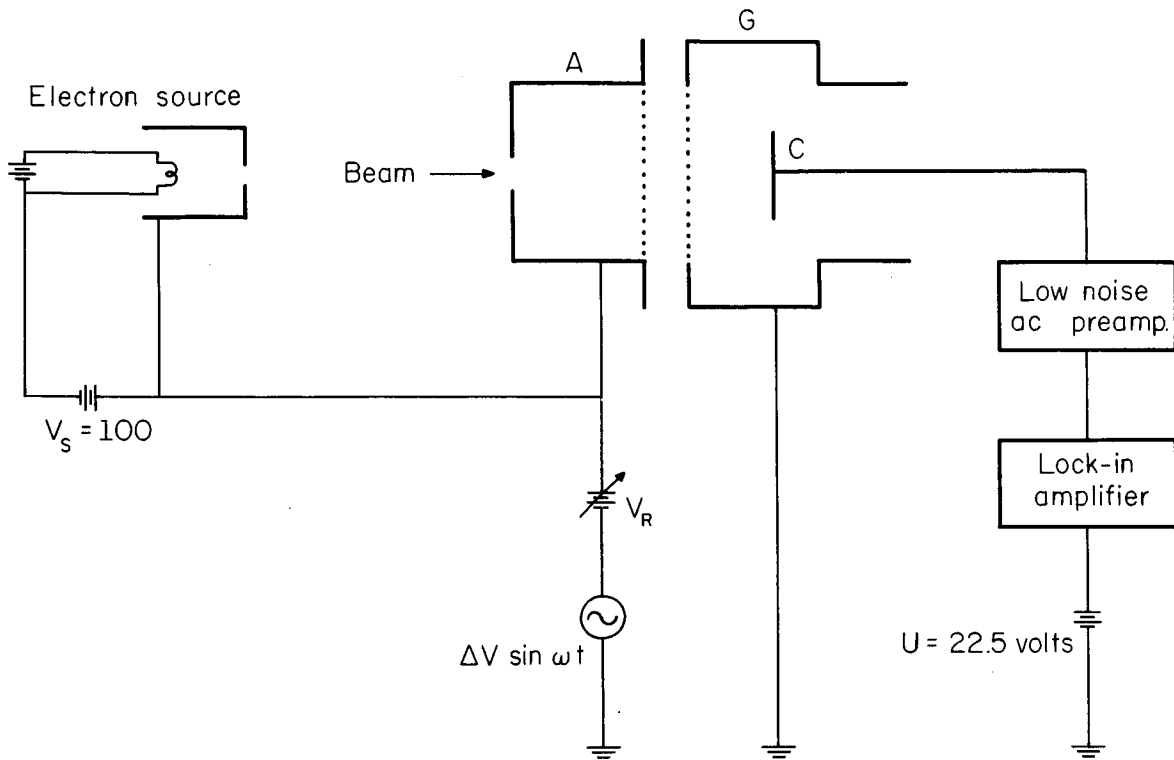 G
A
Electron source
C
Beam
Low noise
ac preamp.
V_S = 100
Lock-in
amplifier
V_R
ΔV sin ωt
U = 22.5 volts